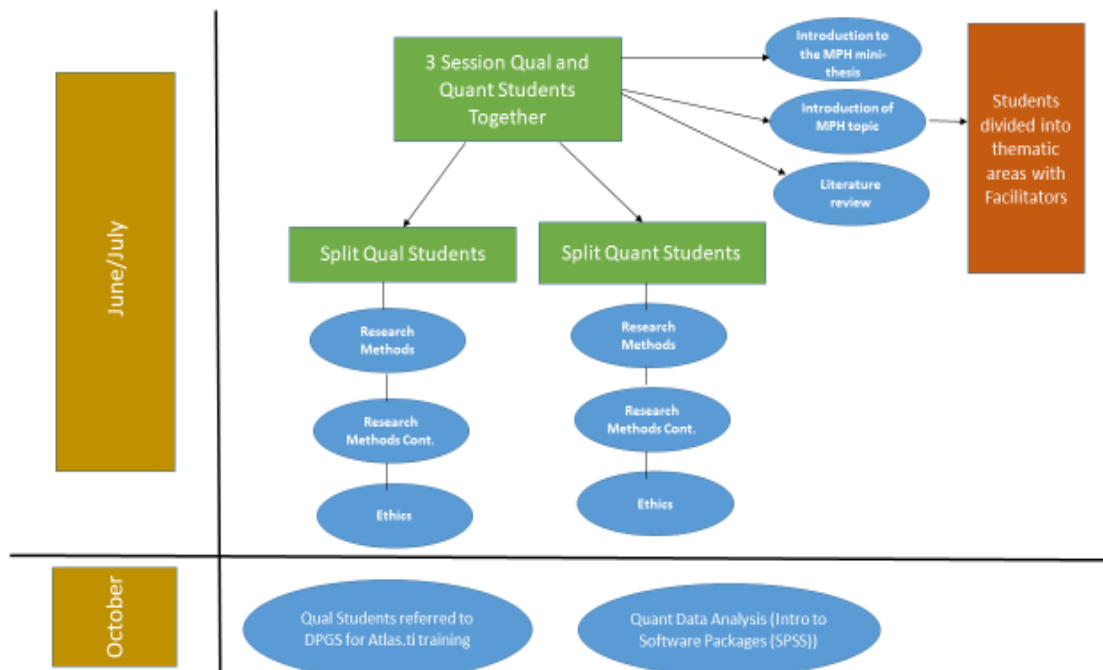 June/July
3 Session Qual and
Quant Students
Together
Introduction to
the MPH mini-
thesis
Introduction of
MPH topic
Literature
review
Students
divided into
thematic
areas with
Facilitators
Split Qual Students
Split Quant Students
Research
Methods
Research
Methods Cont.
Ethics
Research
Methods
Research
Methods Cont.
Ethics
October
Qual Students referred to
DPGS for Atlas.ti training
Quant Data Analysis (Intro to
Software Packages (SPSS))